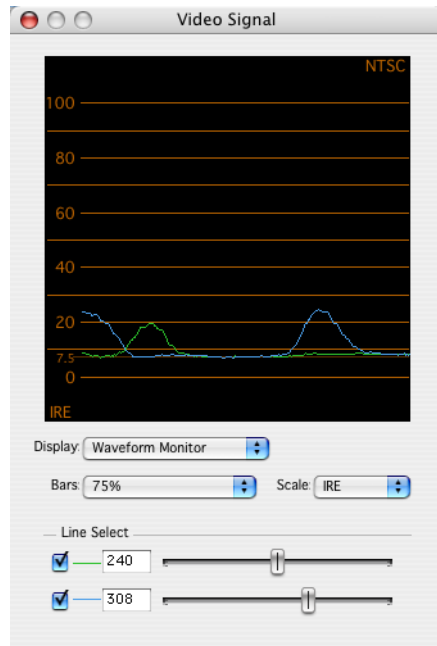 Video Signal
NTSC
100
80
60
40
20
7.5
0
IRE
Display: Waveform Monitor
Bars: 75% Scale: IRE
Line Select
240
308